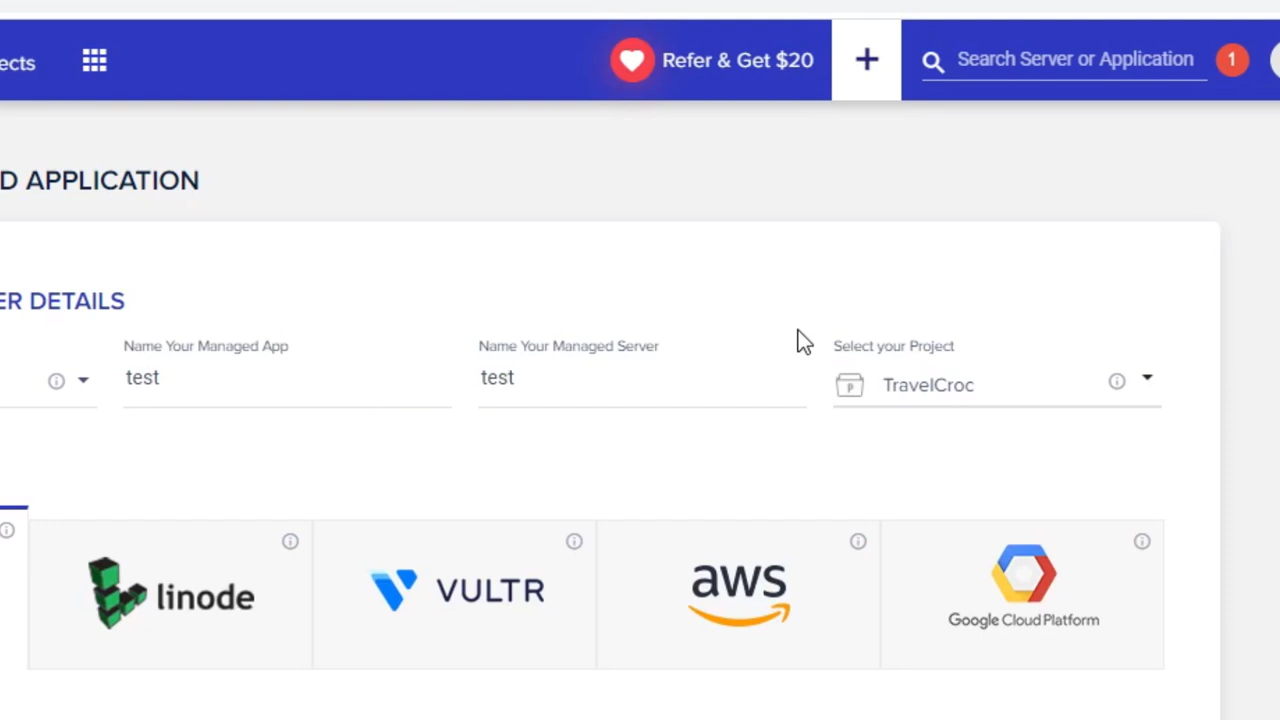 ects
Refer & Get $20
+
Search Server or Application
1
D APPLICATION
ER DETAILS
Name Your Managed App
Name Your Managed Server
Select your Project
test
test
P
TravelCroc
linode
VULTR
aws
Google Cloud Platform